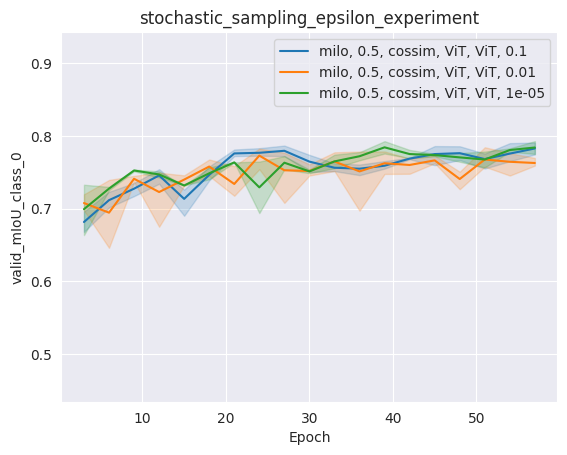 stochastic_sampling_epsilon_experiment
milo, 0.5, cossim, ViT, ViT, 0.1
milo, 0.5, cossim, ViT, ViT, 0.01
milo, 0.5, cossim, ViT, ViT, 1e-05
valid_mIoU_class_0
0.9
0.8
0.7
0.6
0.5
10
20
30
40
50
Epoch